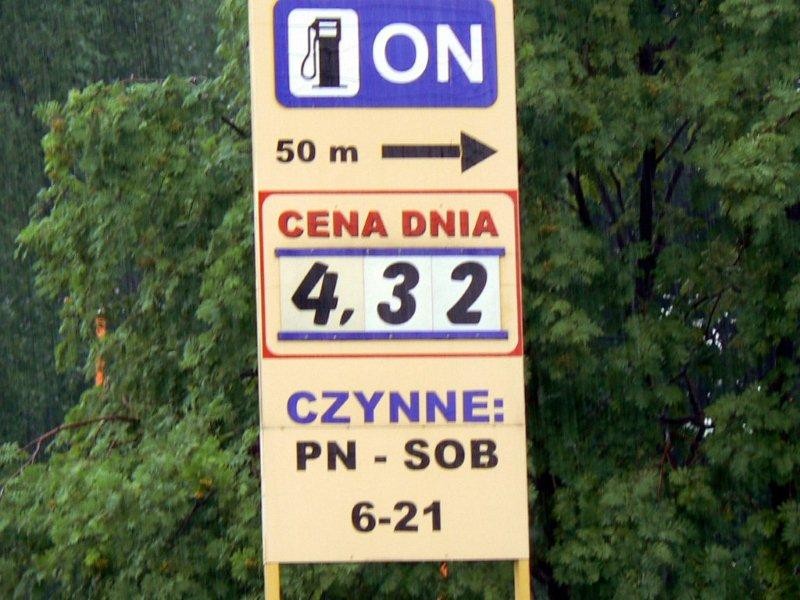 ON
50 m
CENA DNIA
4,32
CZYNNE:
PN - SOB
6-21